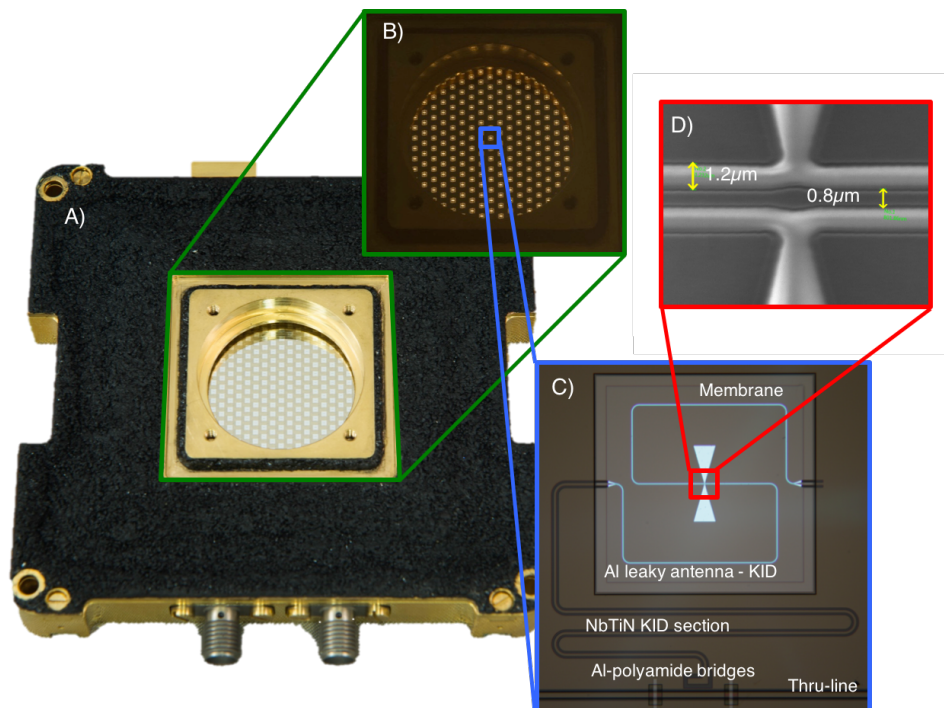 A)
B)
C)
Membrane
Al leaky antenna - KID
NbTiN KID section
Al-polyamide bridges
Thru-line
D)
1.2μm
0.8μm